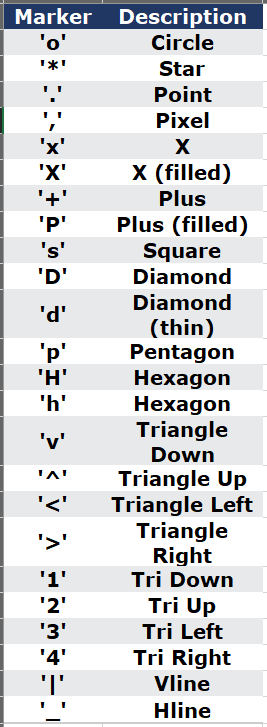 Marker Description
'o' Circle
'*' Star
'.' Point
',' Pixel
'x' X
'X' X (filled)
'+' Plus
'P' Plus (filled)
's' Square
'D' Diamond
'd' Diamond
(thin)
'p' Pentagon
'H' Hexagon
'h' Hexagon
'v' Triangle
Down
'^' Triangle Up
'<' Triangle Left
'>' Triangle
Right
'1' Tri Down
'2' Tri Up
'3' Tri Left
'4' Tri Right
'|' Vline
'_' Hline